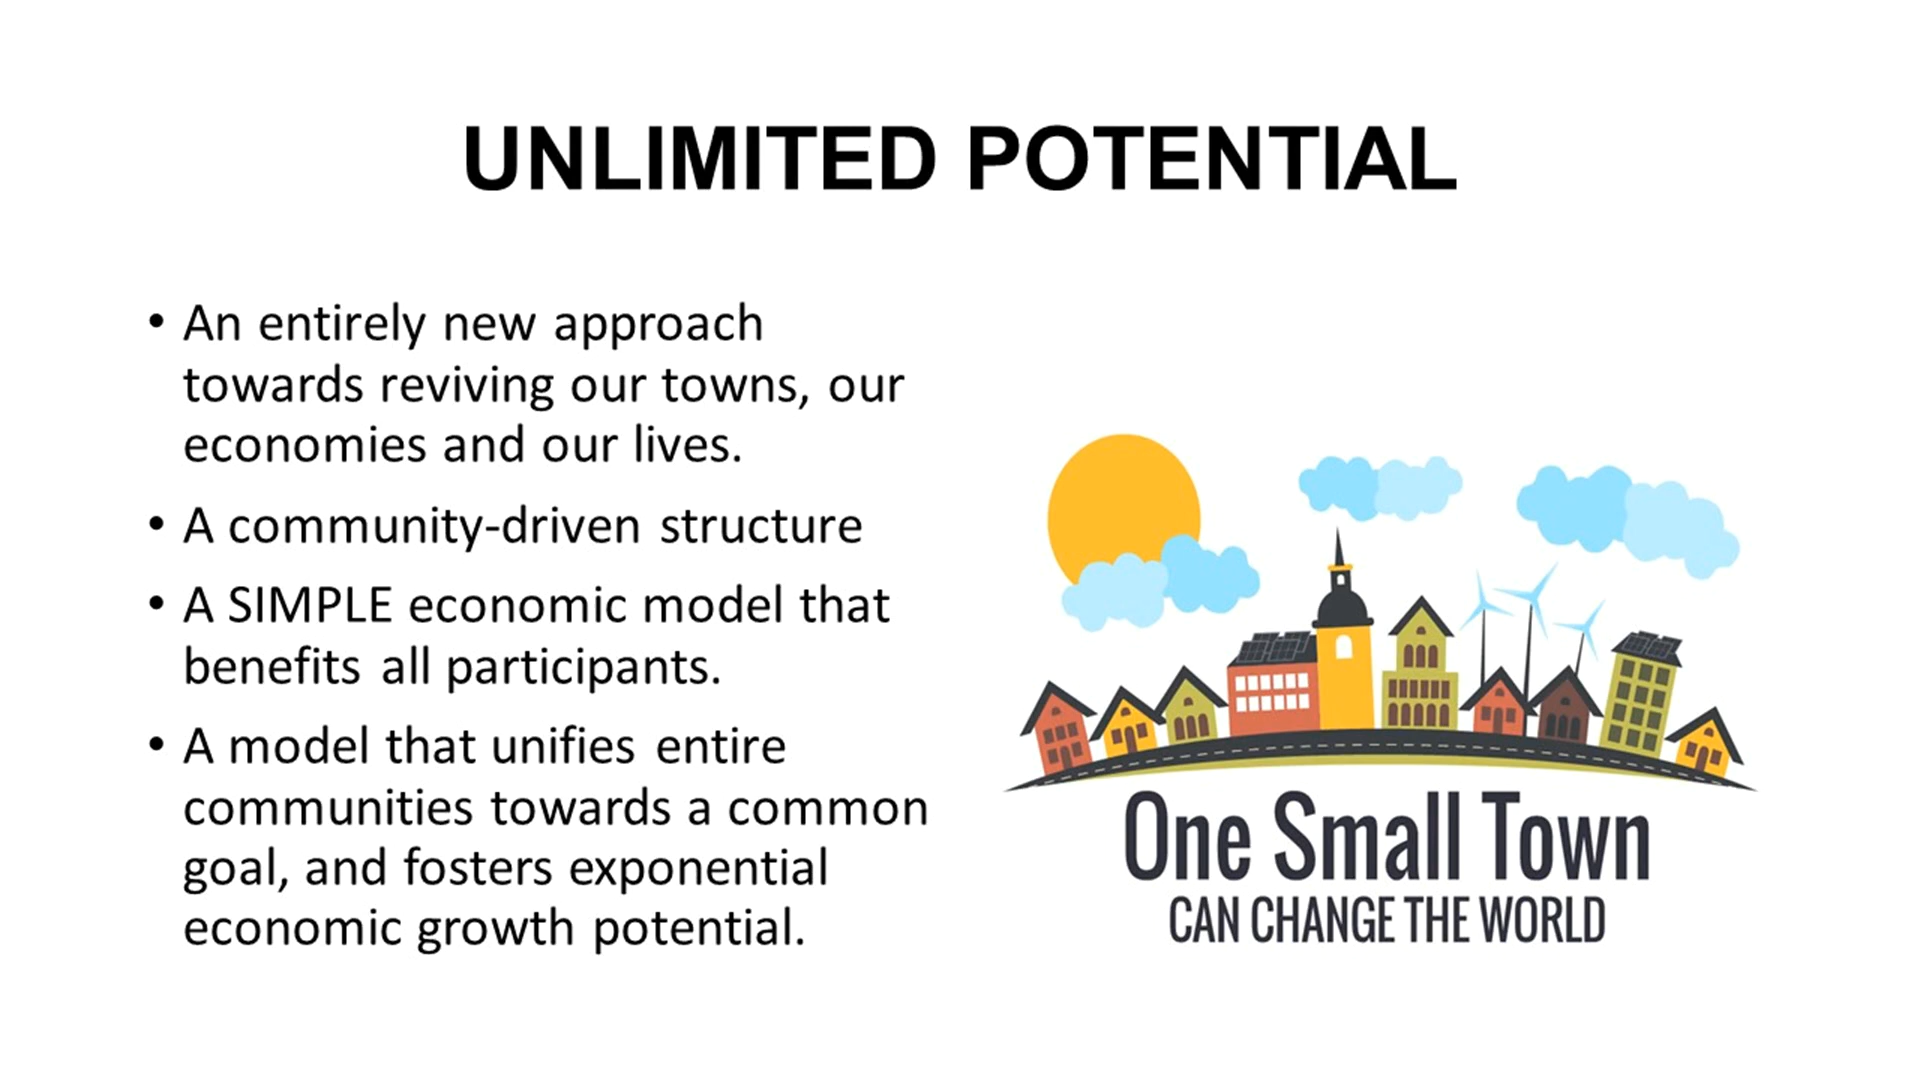 UNLIMITED POTENTIAL
• An entirely new approach
towards reviving our towns, our
economies and our lives.
• A community-driven structure
• A SIMPLE economic model that
benefits all participants.
• A model that unifies entire
communities towards a common
goal, and fosters exponential
economic growth potential.
One Small Town
CAN CHANGE THE WORLD